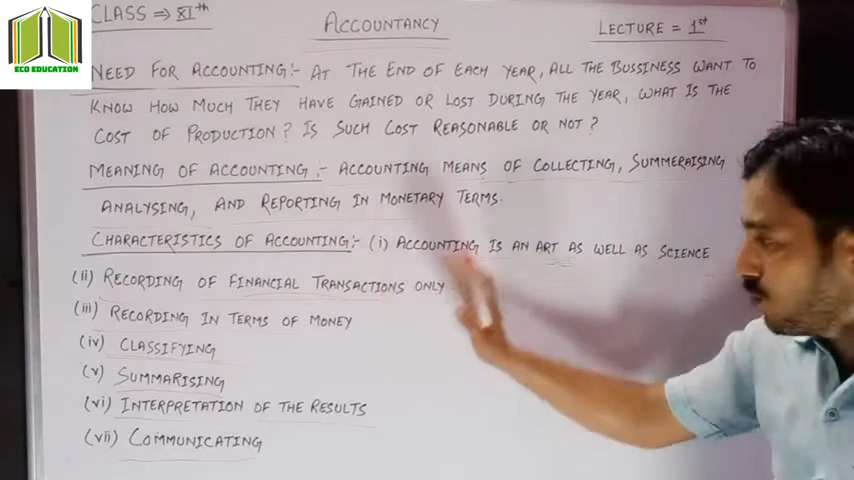 CLASS ⇒ XIth
ACCOUNTANCY
LECTURE = 1st
ECO EDUCATION
NEED FOR ACCOUNTING:- AT THE END OF EACH YEAR, ALL THE BUSSINESS WANT TO
KNOW HOW MUCH THEY HAVE GAINED OR LOST DURING THE YEAR, WHAT IS THE
COST OF PRODUCTION? IS SUCH COST REASONABLE OR NOT?
MEANING OF ACCOUNTING:- ACCOUNTING MEANS OF COLLECTING, SUMMERAISING
ANALYSING, AND REPORTING IN MONETARY TERMS.
CHARACTERISTICS OF ACCOUNTING:- (i) ACCOUNTING IS AN ART AS WELL AS SCIENCE
(ii) RECORDING OF FINANCIAL TRANSACTIONS ONLY
(iii) RECORDING IN TERMS OF MONEY
(iv) CLASSIFYING
(v) SUMMARISING
(vi) INTERPRETATION OF THE RESULTS
(vii) COMMUNICATING